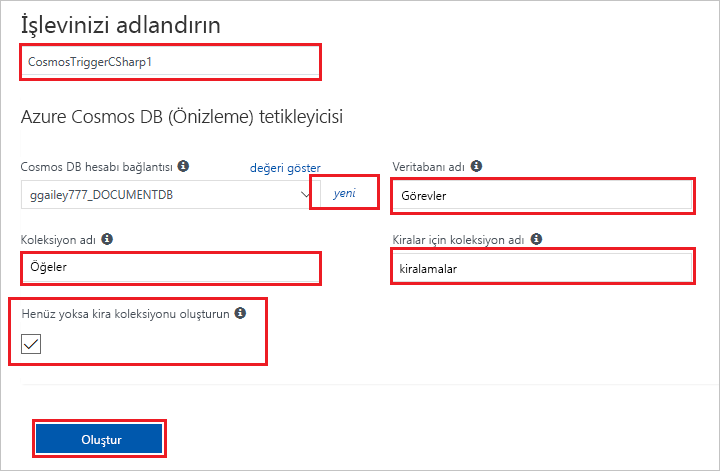 İşlevinizi adlandırın
CosmosTriggerCSharp1
Azure Cosmos DB (Önizleme) tetikleyicisi
Cosmos DB hesabı bağlantısı değeri göster Veritabanı adı
ggailey777_DOCUMENTDB yeni Görevler
Koleksiyon adı Kiralar için koleksiyon adı
Öğeler kiralamalar
Henüz yoksa kira koleksiyonu oluşturun
Oluştur